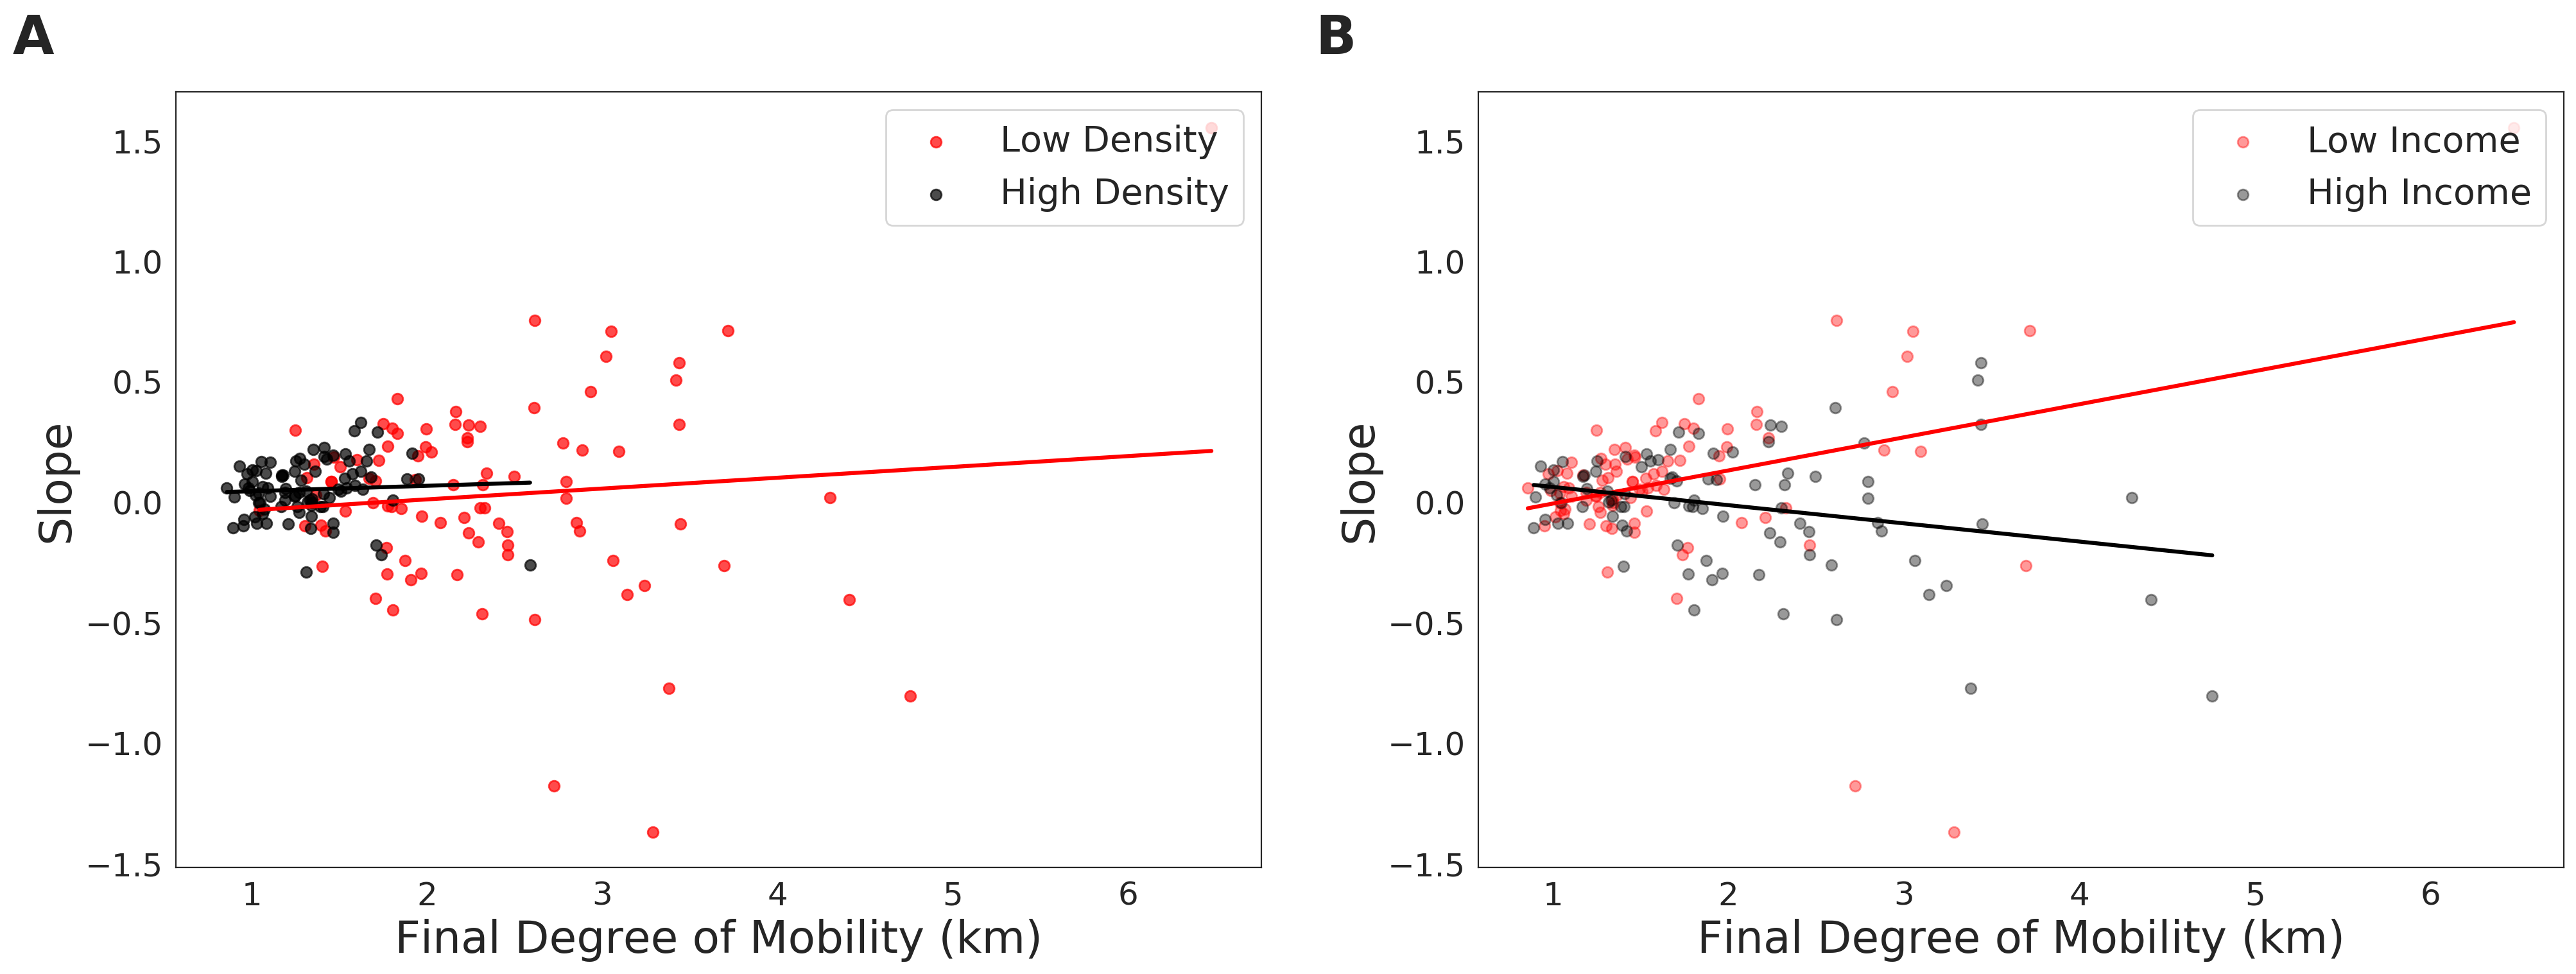 A
B
Low Density
High Density
Low Income
High Income
1.5
1.0
0.5
0.0
−0.5
−1.0
−1.5
Slope
1 2 3 4 5 6
Final Degree of Mobility (km)
1.5
1.0
0.5
0.0
−0.5
−1.0
−1.5
Slope
1 2 3 4 5 6
Final Degree of Mobility (km)